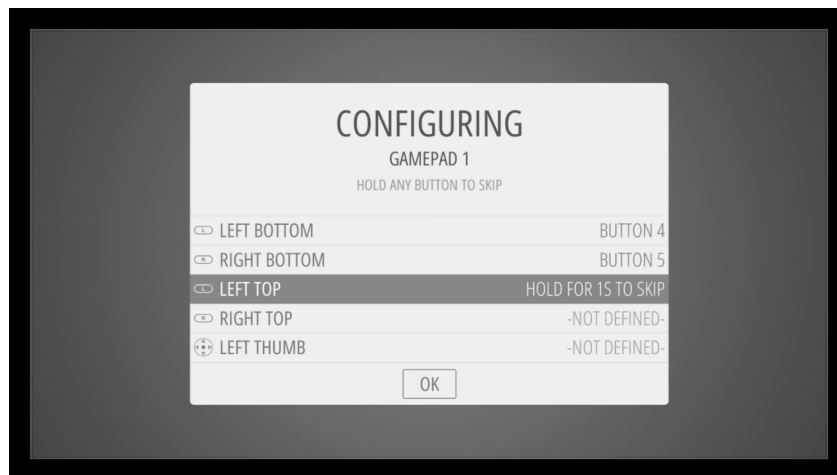 CONFIGURING
GAMEPAD 1
HOLD ANY BUTTON TO SKIP
L LEFT BOTTOM BUTTON 4
R RIGHT BOTTOM BUTTON 5
L LEFT TOP HOLD FOR 1S TO SKIP
R RIGHT TOP -NOT DEFINED-
LEFT THUMB -NOT DEFINED-
OK